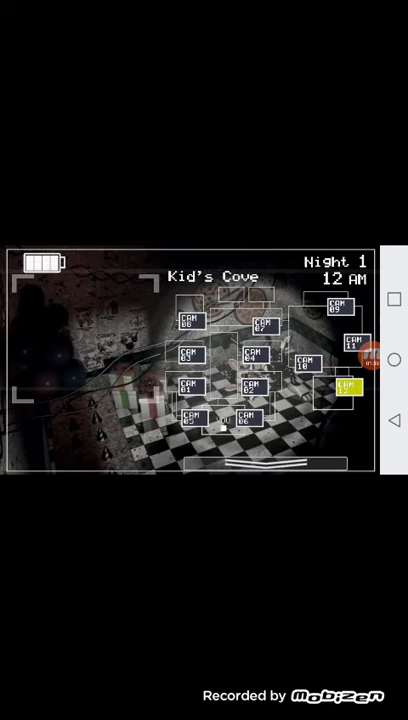 Night 1
12 AM
Kid's Cove
CAM 09
CAM 08
CAM 07
CAM 11
CAM 03
CAM 04
CAM 10
CAM 01
CAM 02
CAM 12
CAM 05
YOU
CAM 06
Recorded by MOBIZEN